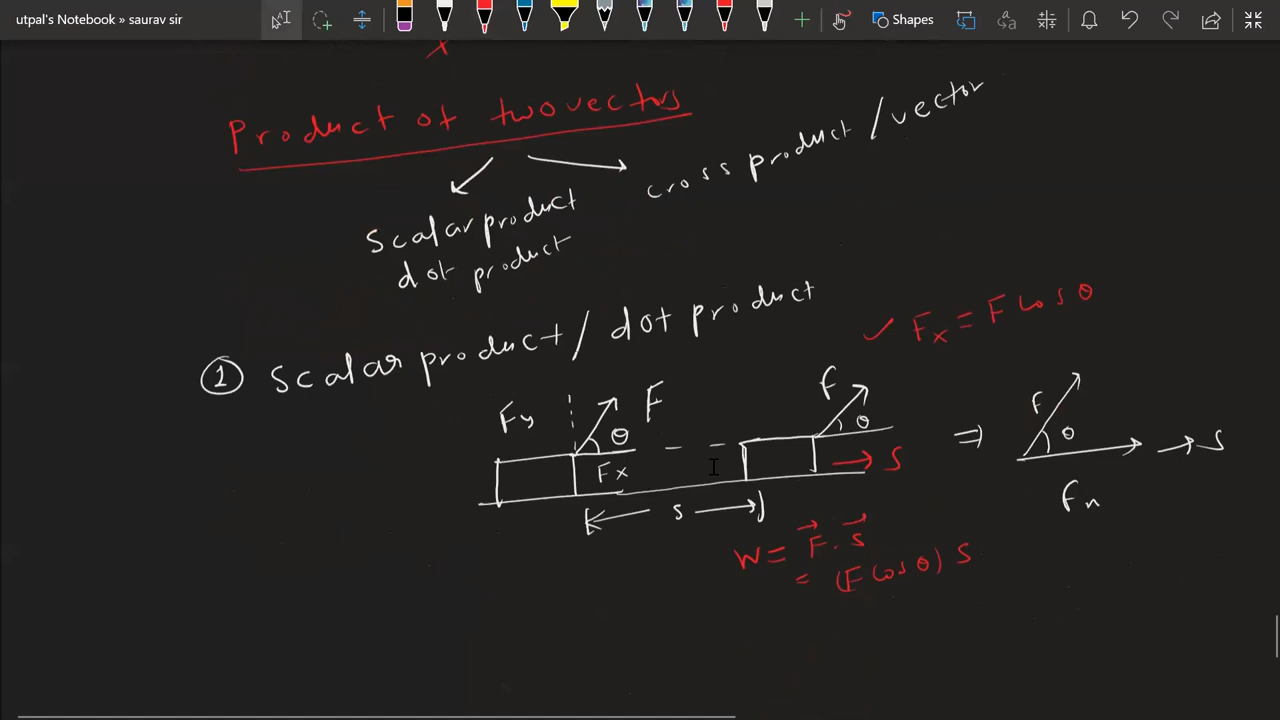 utpal's Notebook » saurav sir
Shapes
Product of two vectors
cross product / vector
Scalar product
dot product
① Scalar product / dot product
✓ Fx = F cos θ
Fy
F
θ
Fx
F
θ
S
⇒
F
θ
S
s
Fn
W = F⃗ . s⃗
= (F cos θ) S